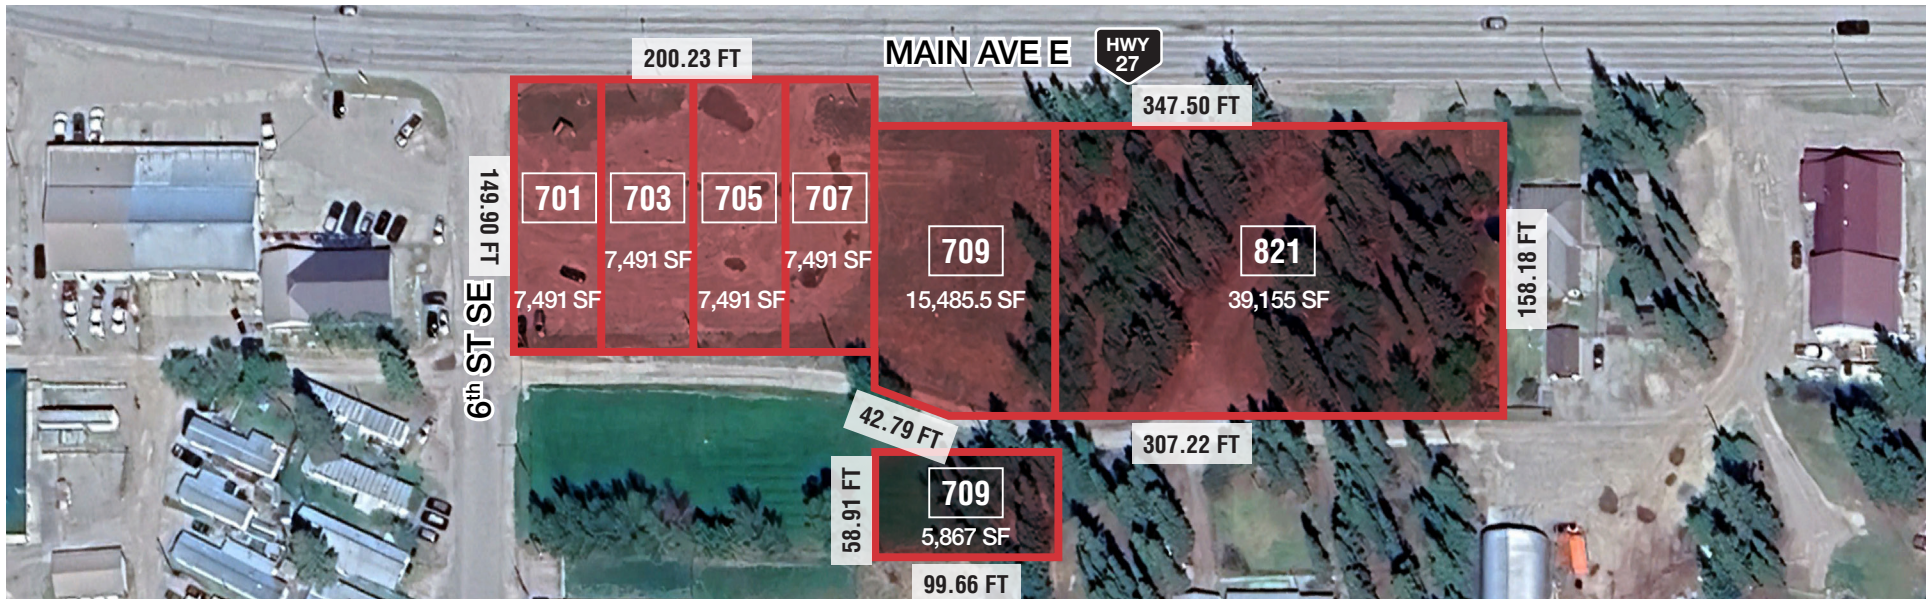 MAIN AVE E
HWY
27
200.23 FT
347.50 FT
149.90 FT
6th ST SE
701
7,491 SF
703
7,491 SF
705
7,491 SF
707
7,491 SF
709
15,485.5 SF
821
39,155 SF
158.18 FT
42.79 FT
307.22 FT
58.91 FT
709
5,867 SF
99.66 FT